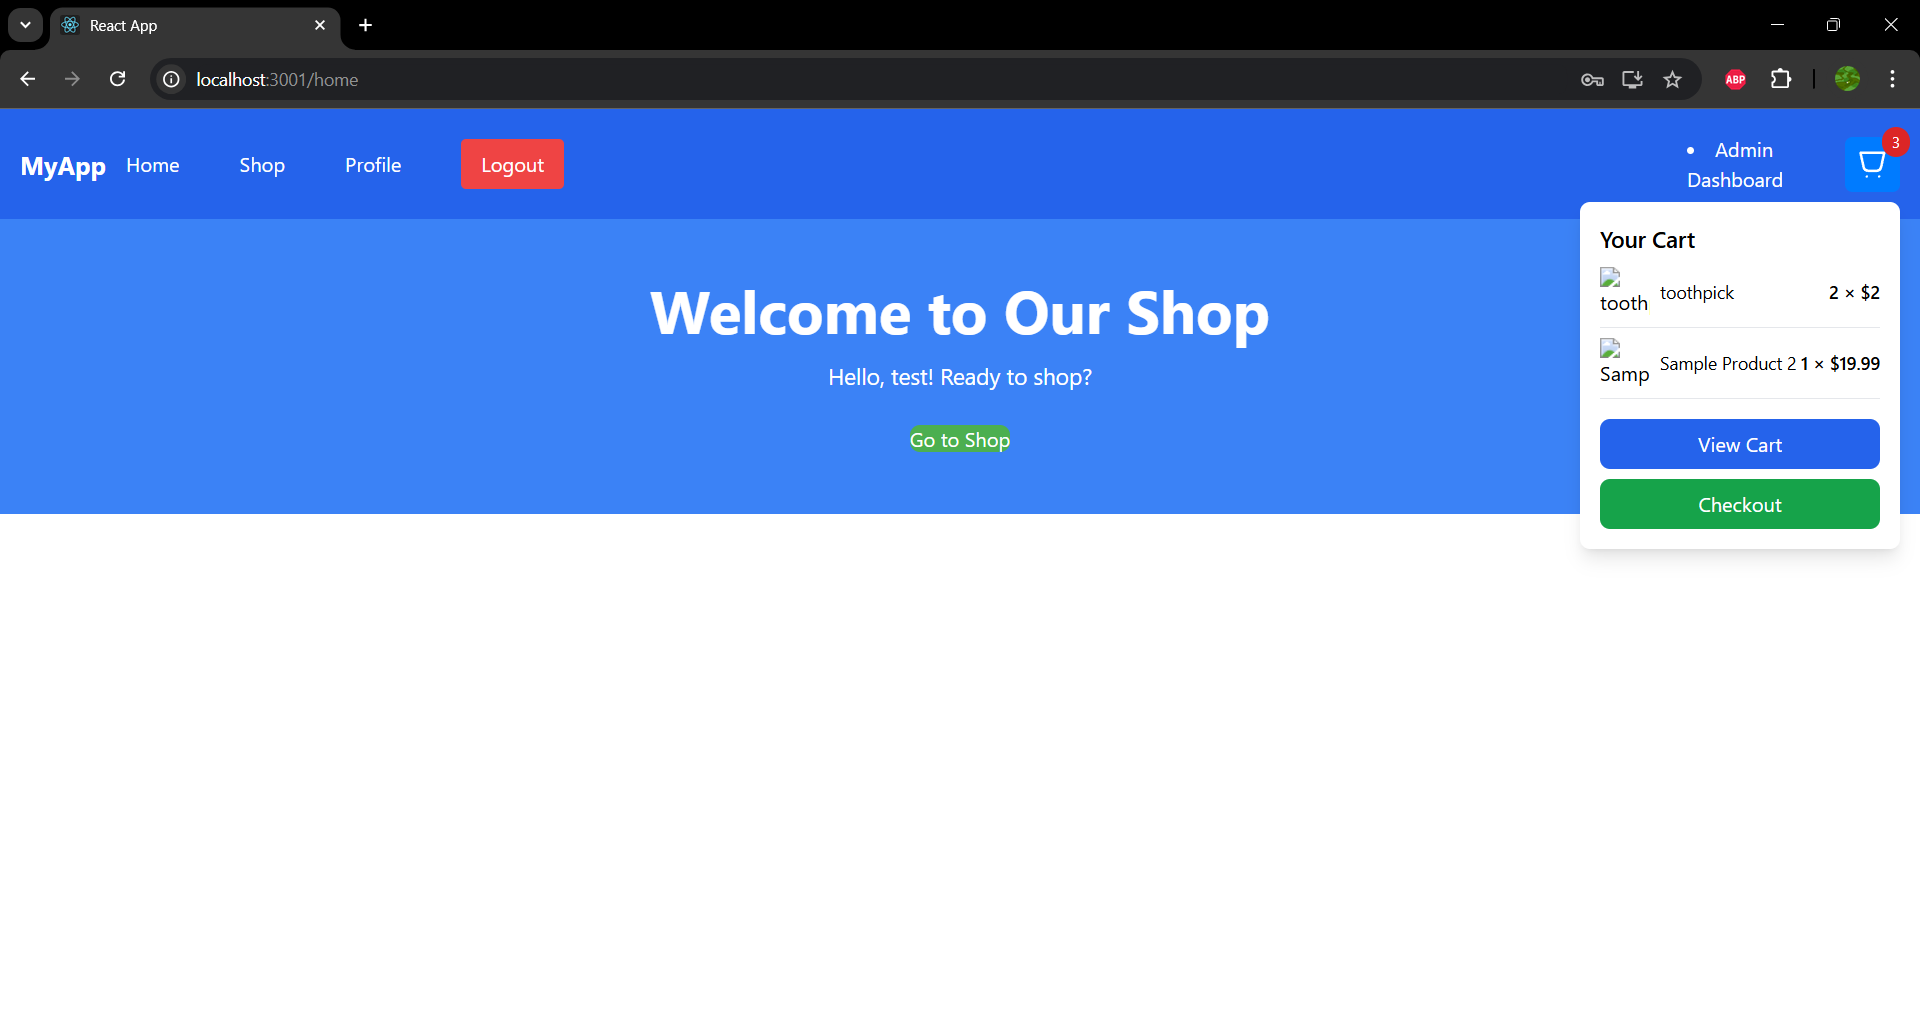 React App
localhost:3001/home
ABP
MyApp Home Shop Profile Logout
• Admin
Dashboard
3
Your Cart
tooth toothpick 2 × $2
Samp Sample Product 2 1 × $19.99
View Cart
Checkout
Welcome to Our Shop
Hello, test! Ready to shop?
Go to Shop